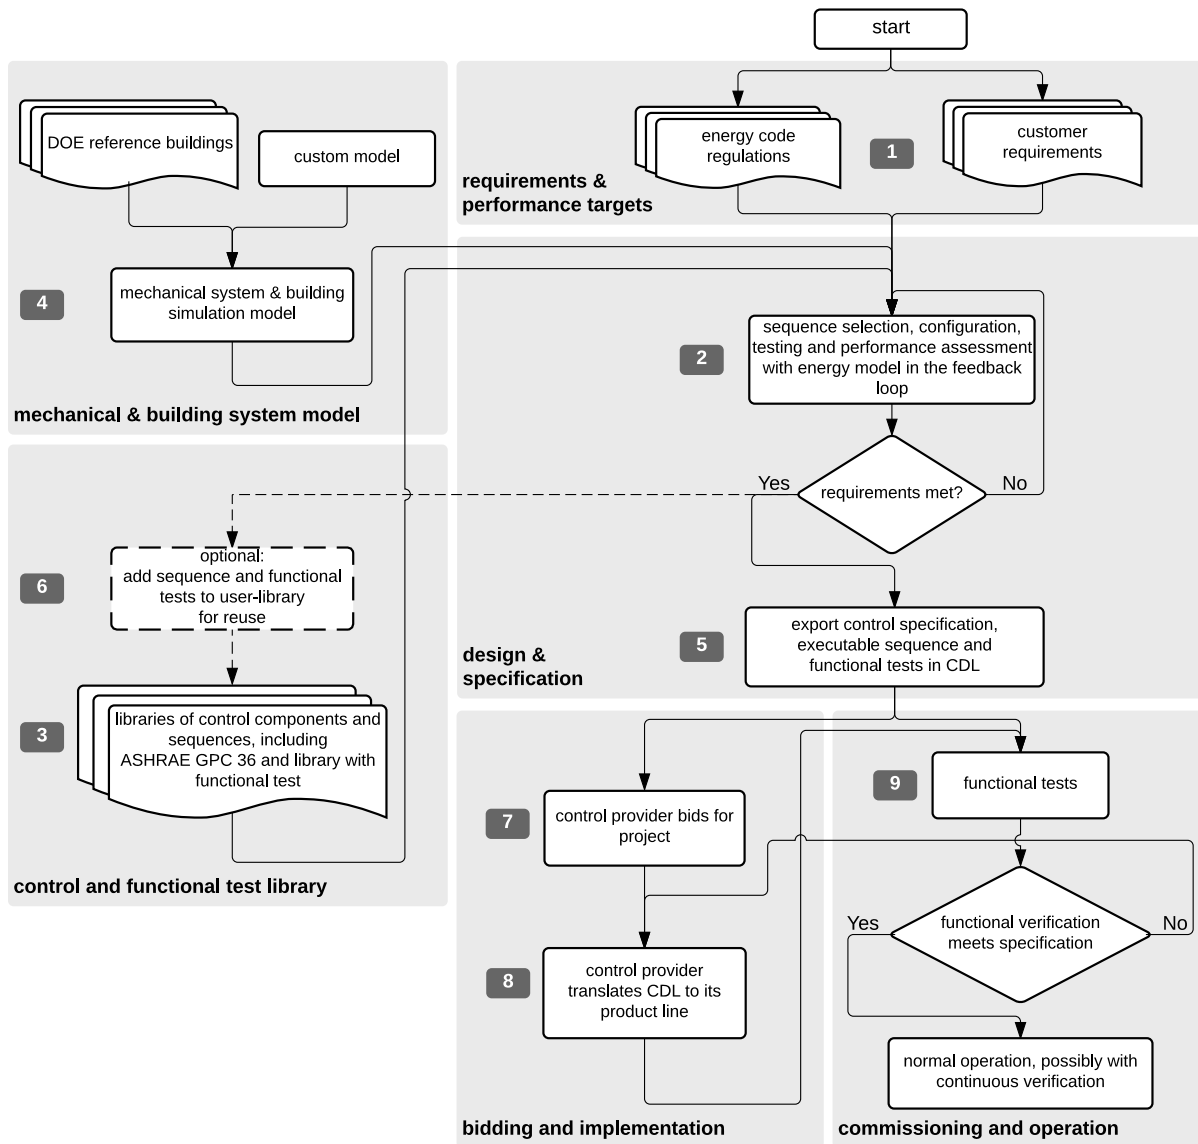 start
DOE reference buildings
custom model
4
mechanical system & building
simulation model
mechanical & building system model
energy code
regulations
1
customer
requirements
requirements &
performance targets
2
sequence selection, configuration,
testing and performance assessment
with energy model in the feedback
loop
Yes
requirements met?
No
5
export control specification,
executable sequence and
functional tests in CDL
design &
specification
6
optional:
add sequence and functional
tests to user-library
for reuse
3
libraries of control components and
sequences, including
ASHRAE GPC 36 and library with
functional test
control and functional test library
7
control provider bids for
project
8
control provider
translates CDL to its
product line
bidding and implementation
9
functional tests
Yes
functional verification
meets specification
No
normal operation, possibly with
continuous verification
commissioning and operation